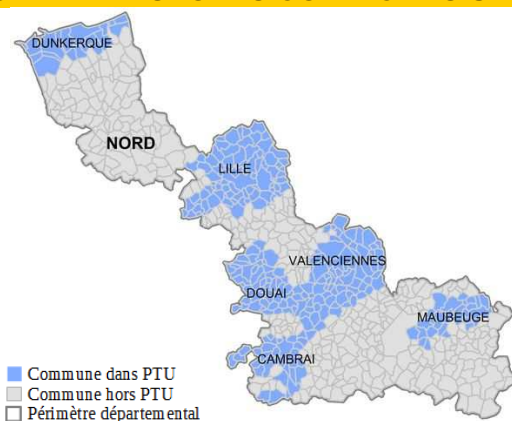 DUNKERQUE
NORD
LILLE
VALENCIENNES
DOUAI
MAUBEUGE
CAMBRAI
Commune dans PTU
Commune hors PTU
Périmètre départemental